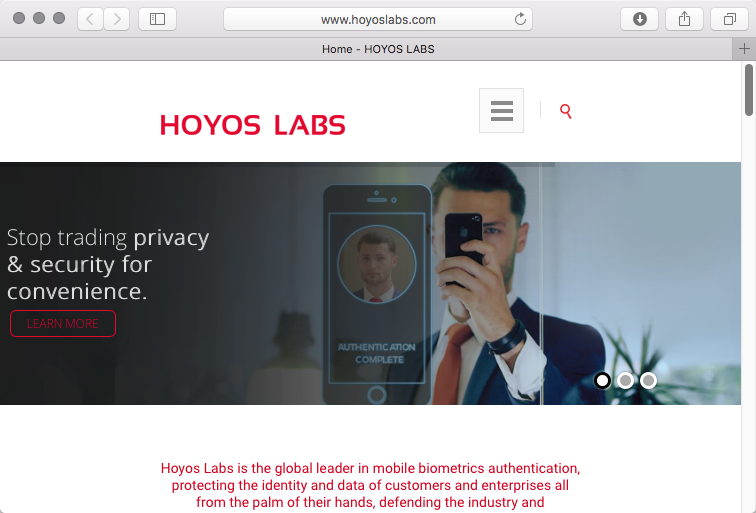 www.hoyoslabs.com
Home - HOYOS LABS
HOYOS LABS
Stop trading privacy
& security for
convenience.
LEARN MORE
AUTHENTICATION
COMPLETE
Hoyos Labs is the global leader in mobile biometrics authentication,
protecting the identity and data of customers and enterprises all
from the palm of their hands, defending the industry and